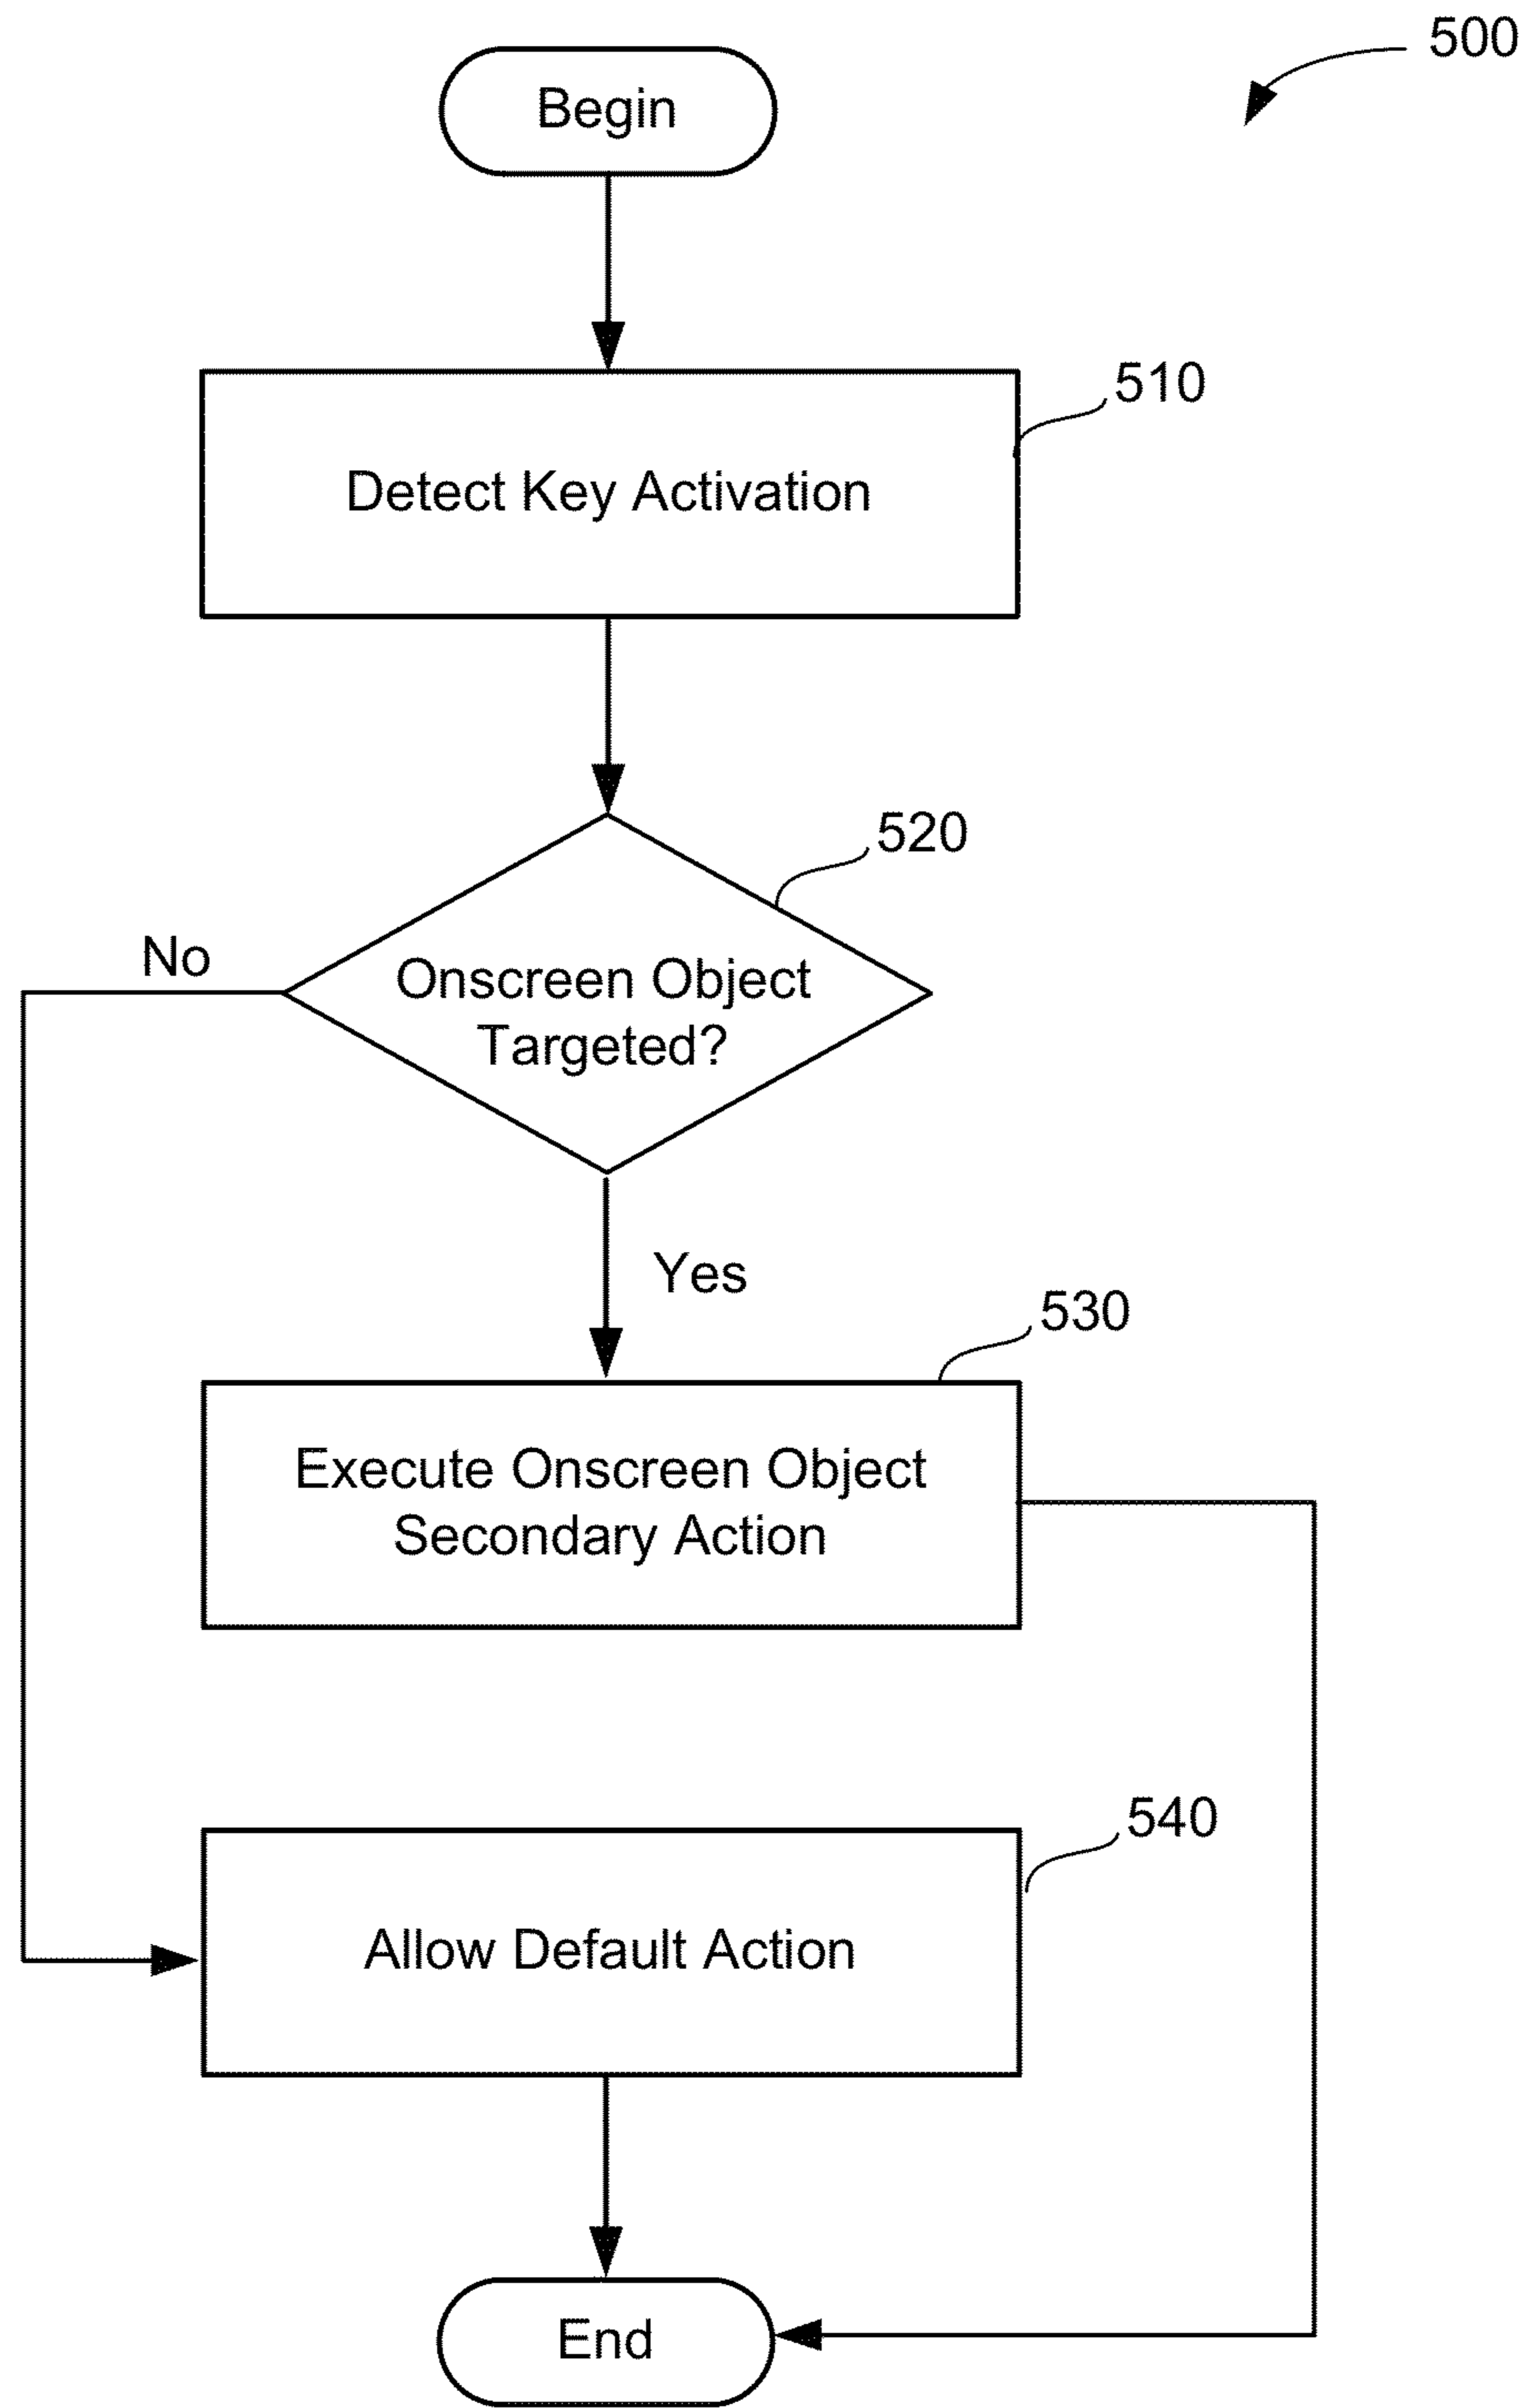 500
Begin
510
Detect Key Activation
520
No
Onscreen Object
Targeted?
Yes
530
Execute Onscreen Object
Secondary Action
540
Allow Default Action
End